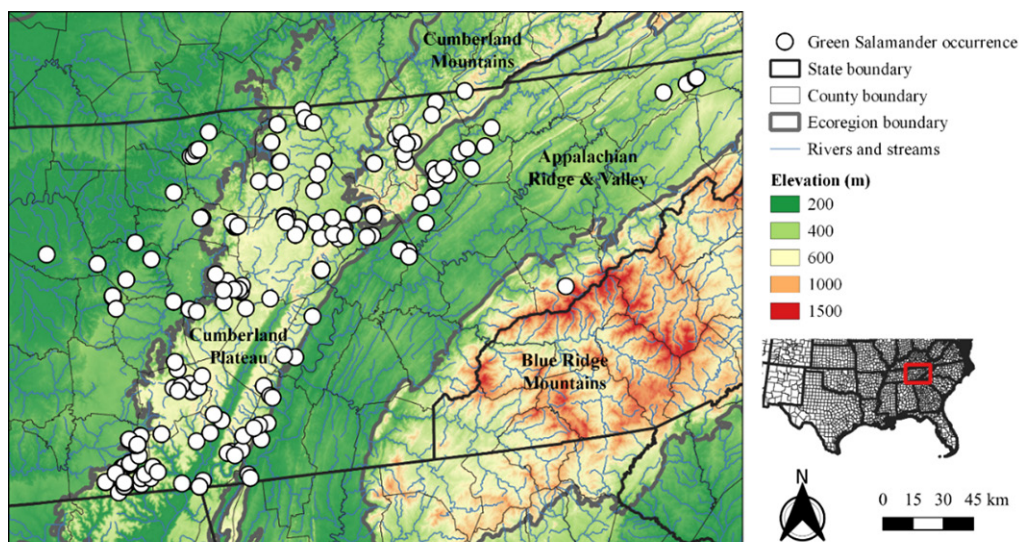 Cumberland
Mountains
Appalachian
Ridge & Valley
Cumberland
Plateau
Blue Ridge
Mountains
Green Salamander occurrence
State boundary
County boundary
Ecoregion boundary
Rivers and streams
Elevation (m)
200
400
600
1000
1500
N
0 15 30 45 km